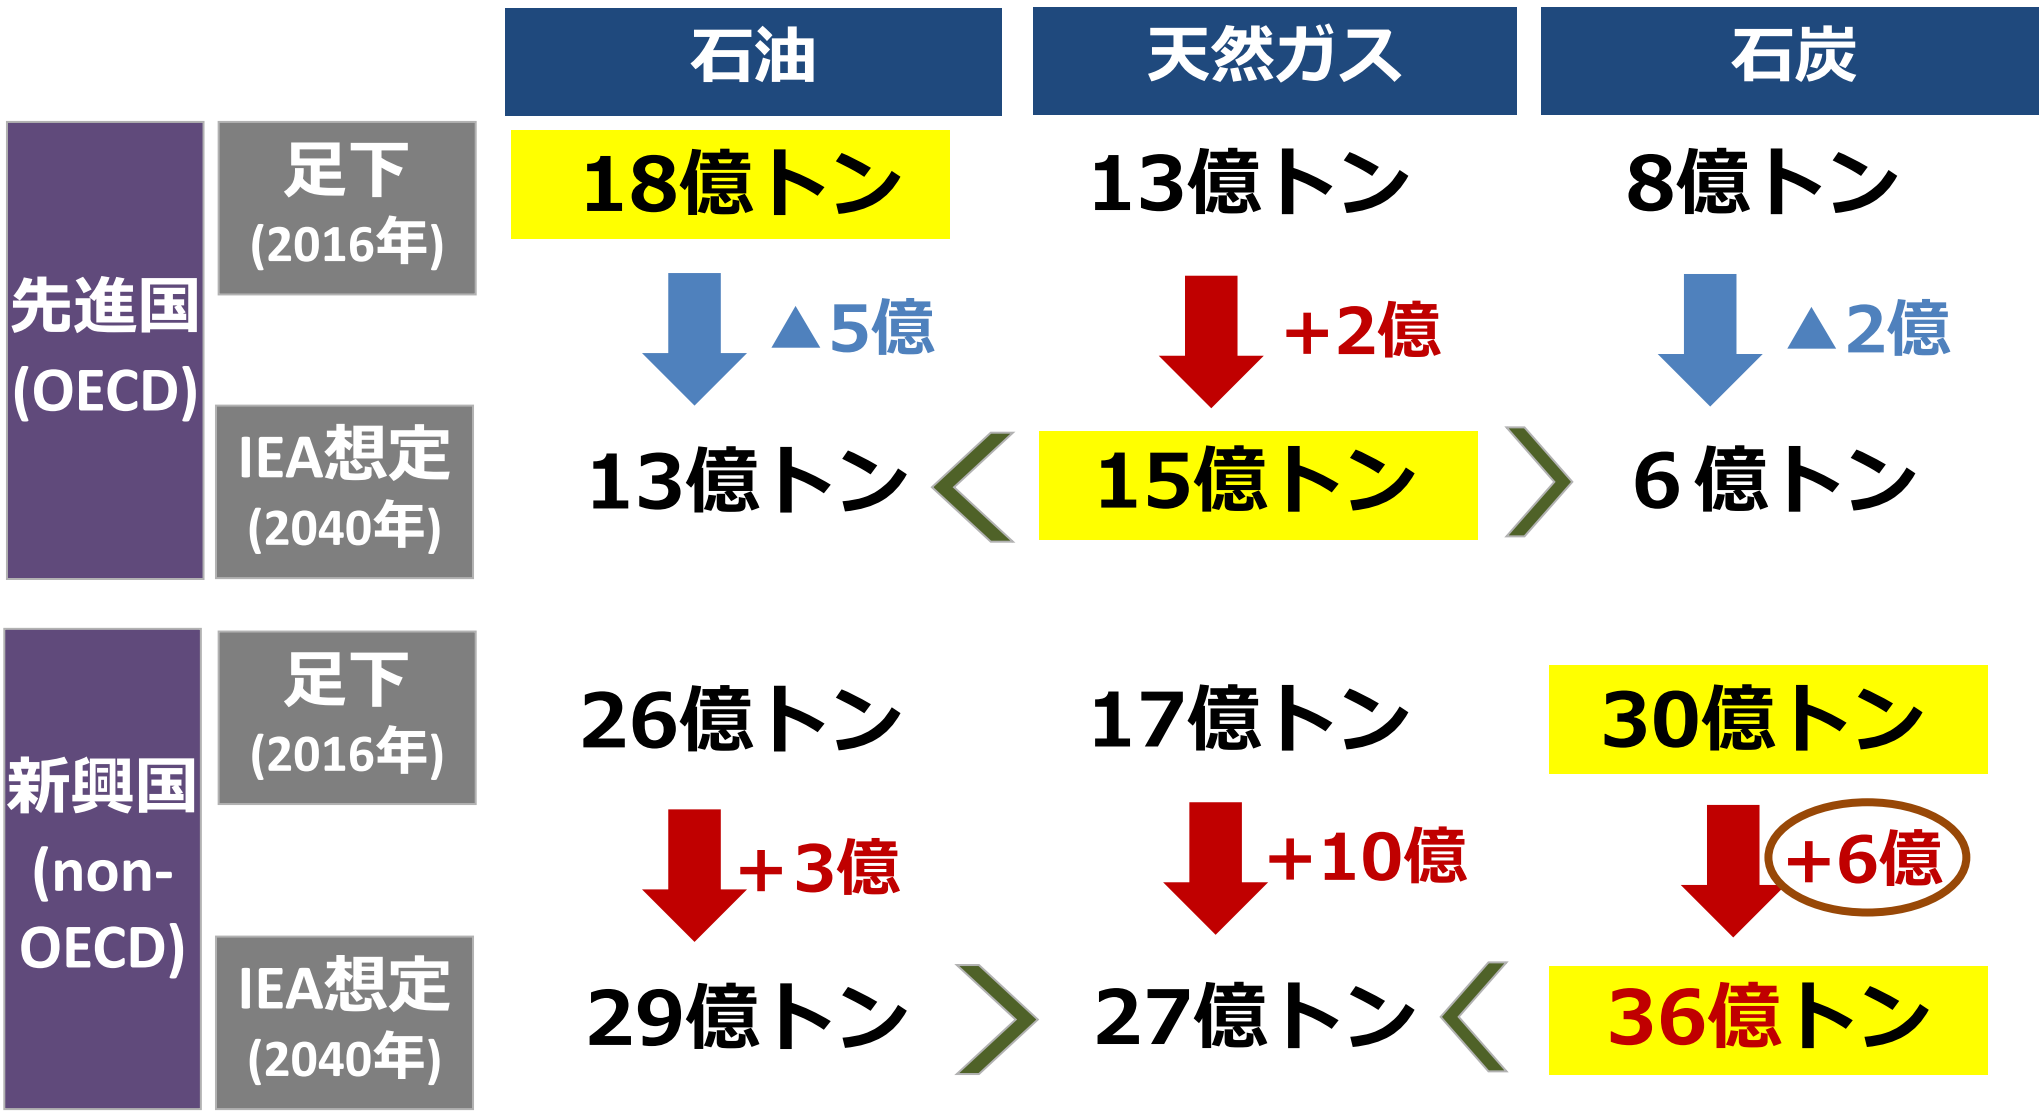 石油 天然ガス 石炭
先進国
(OECD)
足下
(2016年)
18億トン 13億トン 8億トン
▲5億 +2億 ▲2億
IEA想定
(2040年)
13億トン < 15億トン > 6億トン
新興国
(non-
OECD)
足下
(2016年)
26億トン 17億トン 30億トン
+3億 +10億 +6億
IEA想定
(2040年)
29億トン > 27億トン < 36億トン